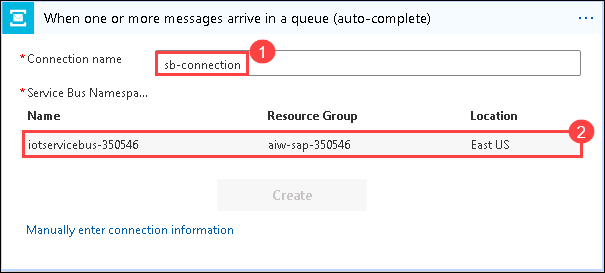 When one or more messages arrive in a queue (auto-complete)
...
1
* Connection name
sb-connection
* Service Bus Namespa...
Name Resource Group Location
2
iotservicebus-350546 aiw-sap-350546 East US
Create
Manually enter connection information